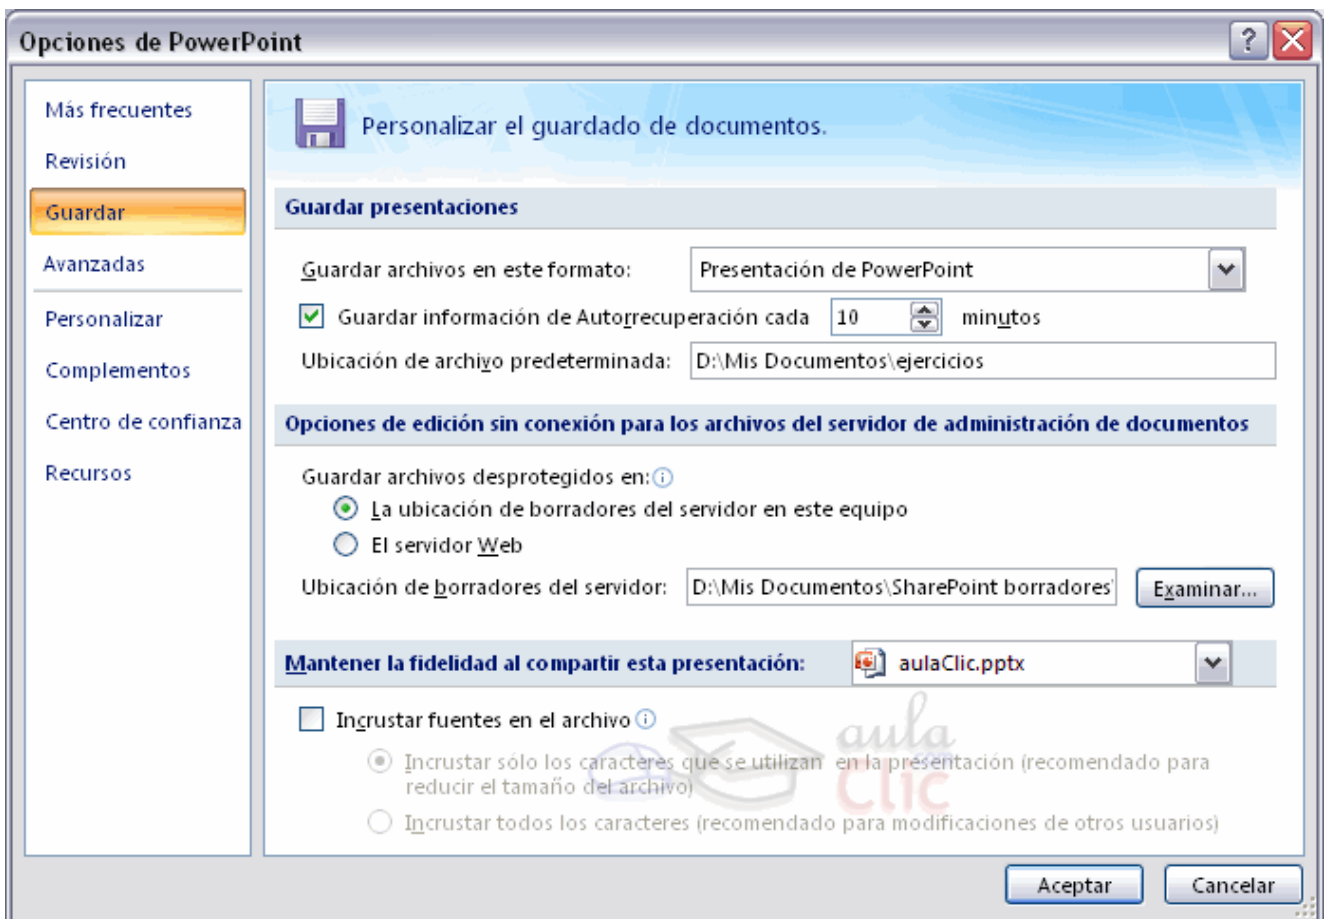 Opciones de PowerPoint
Más frecuentes
Revisión
Guardar
Avanzadas
Personalizar
Complementos
Centro de confianza
Recursos
Personalizar el guardado de documentos.
Guardar presentaciones
Guardar archivos en este formato: Presentación de PowerPoint
Guardar información de Autorrecuperación cada 10 minutos
Ubicación de archivo predeterminada: D:\Mis Documentos\ejercicios
Opciones de edición sin conexión para los archivos del servidor de administración de documentos
Guardar archivos desprotegidos en:
La ubicación de borradores del servidor en este equipo
El servidor Web
Ubicación de borradores del servidor: D:\Mis Documentos\SharePoint borradores\ Examinar...
Mantener la fidelidad al compartir esta presentación: aulaClic.pptx
Incrustar fuentes en el archivo
Incrustar sólo los caracteres que se utilizan en la presentación (recomendado para
reducir el tamaño del archivo)
Incrustar todos los caracteres (recomendado para modificaciones de otros usuarios)
aula
.com
Clic
Aceptar Cancelar